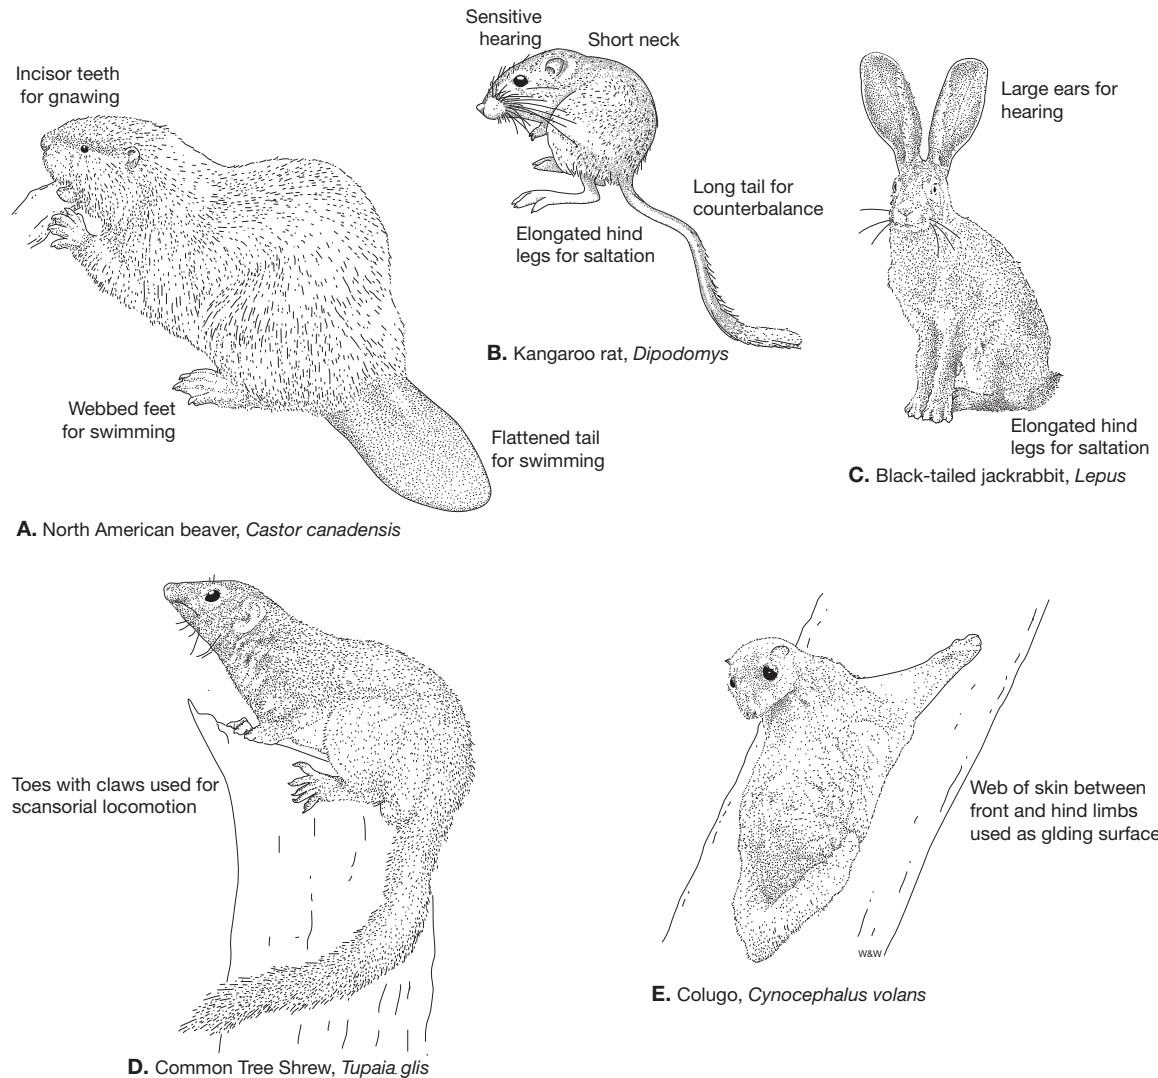 Incisor teeth
for gnawing
Webbed feet
for swimming
Flattened tail
for swimming
A. North American beaver, Castor canadensis
Sensitive
hearing
Short neck
Long tail for
counterbalance
Elongated hind
legs for saltation
B. Kangaroo rat, Dipodomys
Large ears for
hearing
Elongated hind
legs for saltation
C. Black-tailed jackrabbit, Lepus
Toes with claws used for
scansorial locomotion
D. Common Tree Shrew, Tupaia glis
Web of skin between
front and hind limbs
used as glding surface
W&W
E. Colugo, Cynocephalus volans